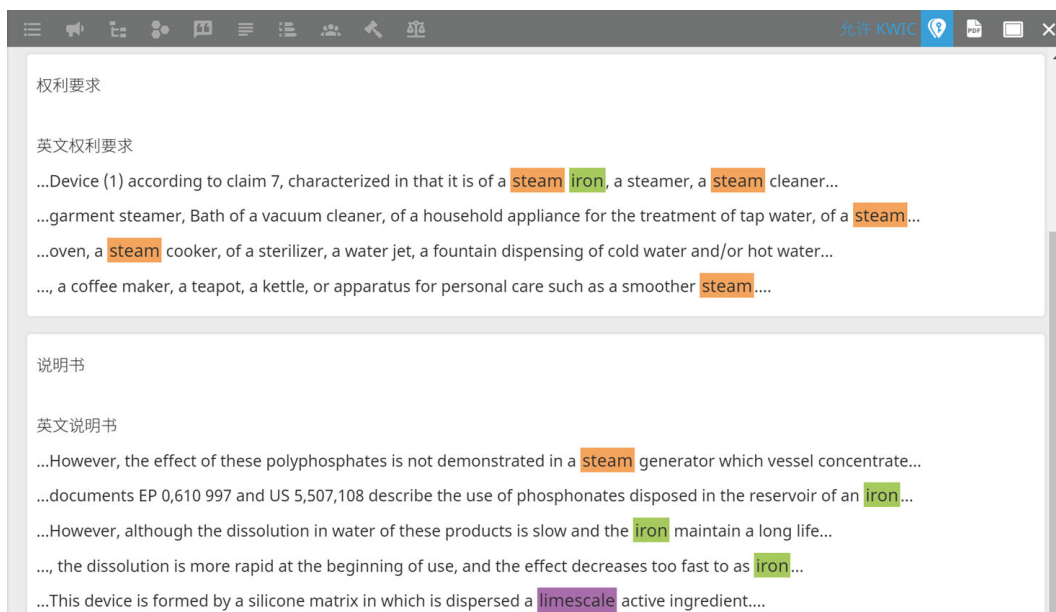 允许 KWIC
PDF
权利要求
英文权利要求
...Device (1) according to claim 7, characterized in that it is of a steam iron, a steamer, a steam cleaner...
...garment steamer, Bath of a vacuum cleaner, of a household appliance for the treatment of tap water, of a steam...
...oven, a steam cooker, of a sterilizer, a water jet, a fountain dispensing of cold water and/or hot water...
..., a coffee maker, a teapot, a kettle, or apparatus for personal care such as a smoother steam....
说明书
英文说明书
...However, the effect of these polyphosphates is not demonstrated in a steam generator which vessel concentrate...
...documents EP 0,610 997 and US 5,507,108 describe the use of phosphonates disposed in the reservoir of an iron...
...However, although the dissolution in water of these products is slow and the iron maintain a long life...
..., the dissolution is more rapid at the beginning of use, and the effect decreases too fast to as iron...
...This device is formed by a silicone matrix in which is dispersed a limescale active ingredient....